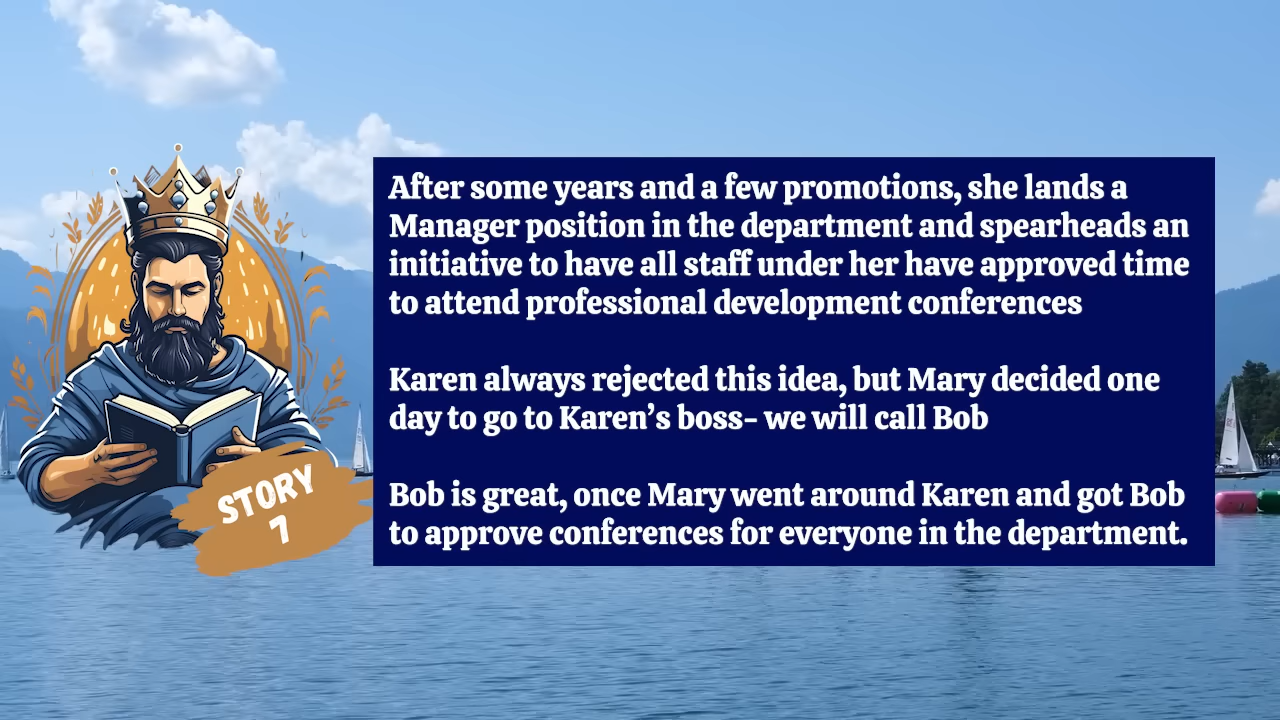 After some years and a few promotions, she lands a
Manager position in the department and spearheads an
initiative to have all staff under her have approved time
to attend professional development conferences
Karen always rejected this idea, but Mary decided one
day to go to Karen's boss- we will call Bob
Bob is great, once Mary went around Karen and got Bob
to approve conferences for everyone in the department.
STORY
7